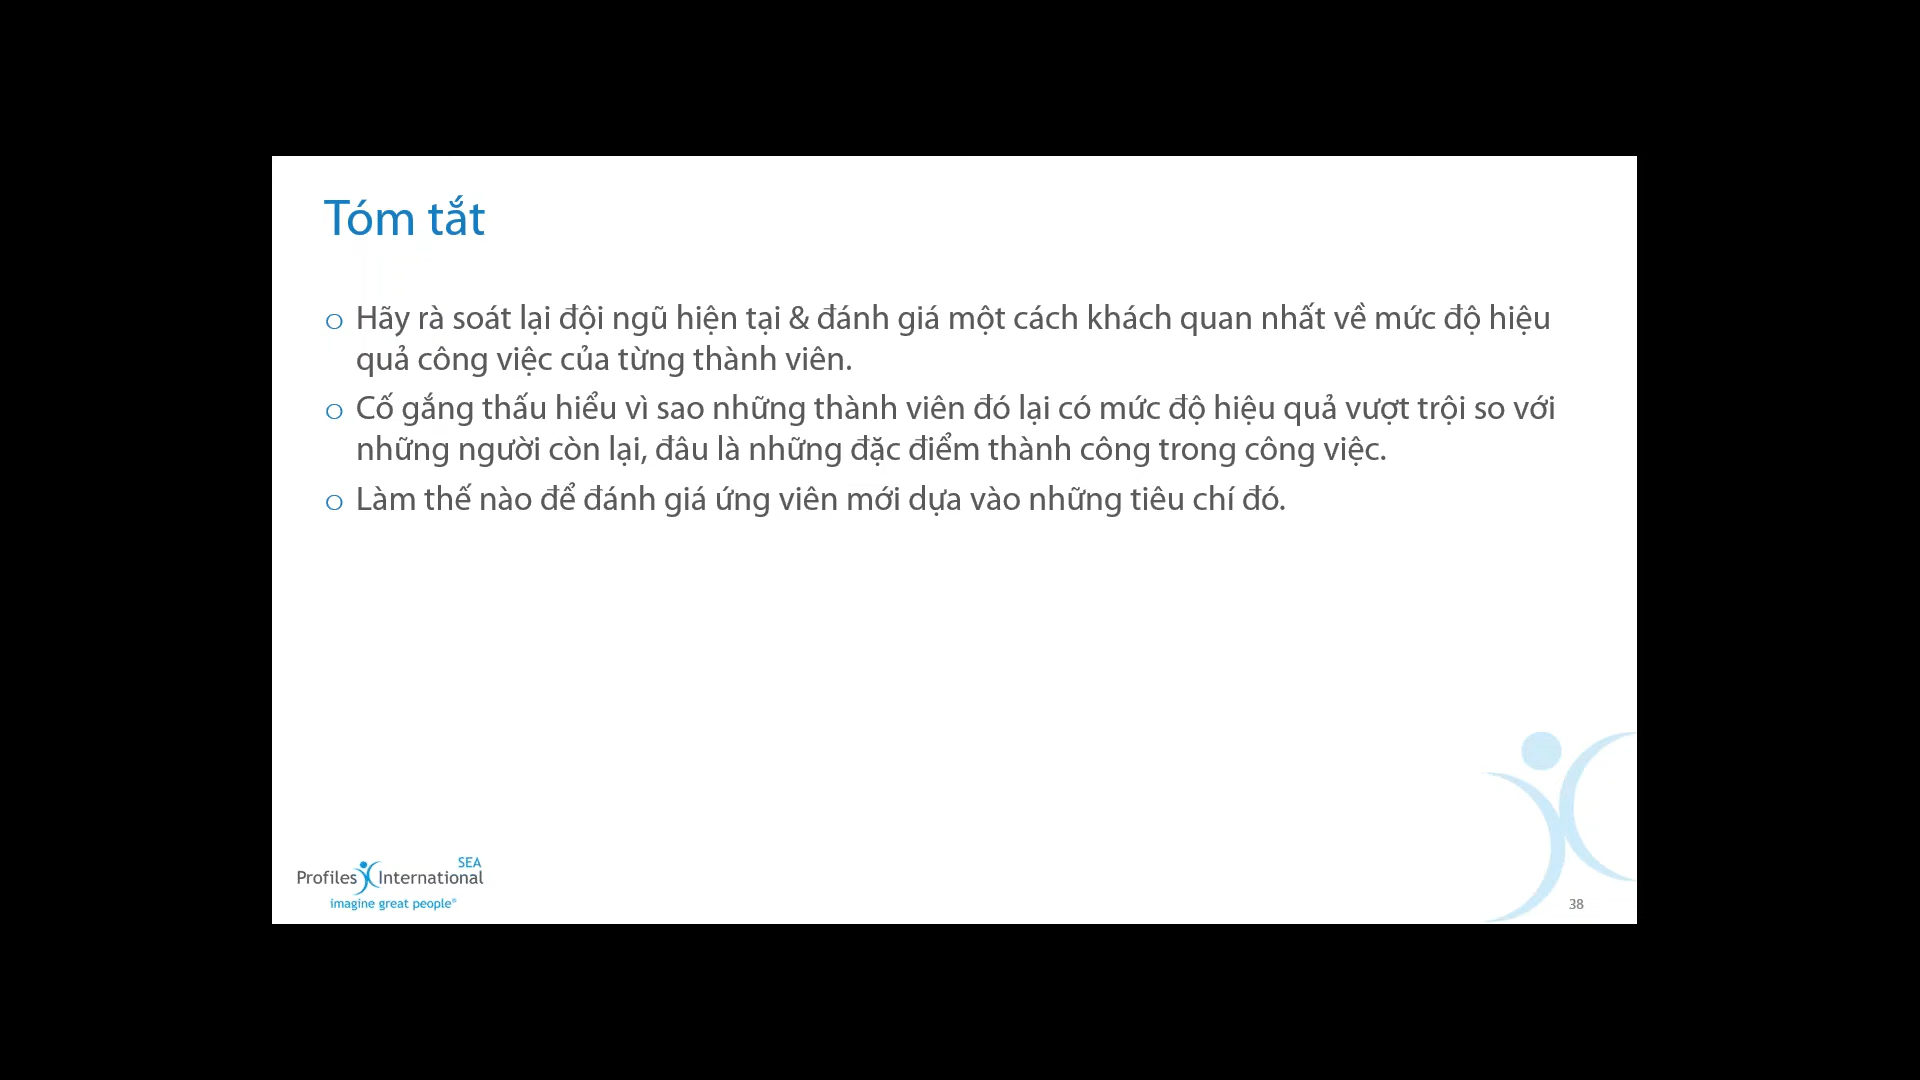 Tóm tắt
o Hãy rà soát lại đội ngũ hiện tại & đánh giá một cách khách quan nhất về mức độ hiệu
quả công việc của từng thành viên.
o Cố gắng thấu hiểu vì sao những thành viên đó lại có mức độ hiệu quả vượt trội so với
những người còn lại, đâu là những đặc điểm thành công trong công việc.
o Làm thế nào để đánh giá ứng viên mới dựa vào những tiêu chí đó.
SEA
Profiles International
imagine great people®
38